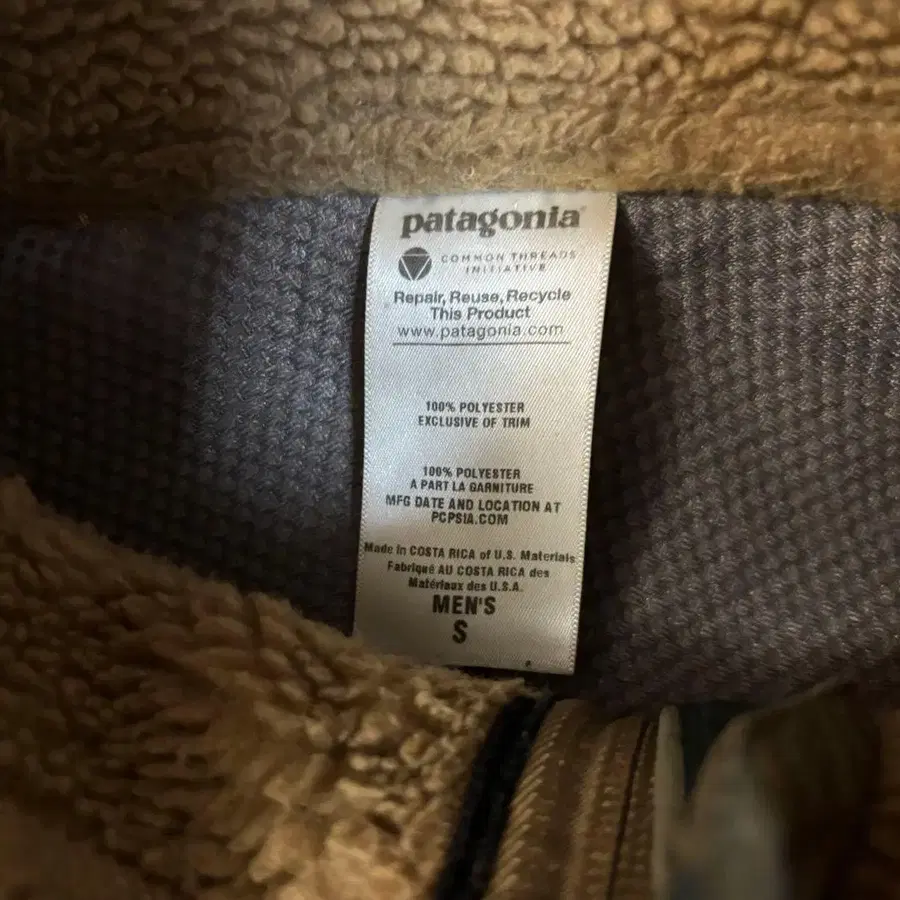 patagonia
COMMON THREADS
INITIATIVE
Repair, Reuse, Recycle
This Product
www.patagonia.com
100% POLYESTER
EXCLUSIVE OF TRIM
100% POLYESTER
A PART LA GARNITURE
MFG DATE AND LOCATION AT
PCPSIA.COM
Made in COSTA RICA of U.S. Materials
Fabriqué AU COSTA RICA des
Matériaux des U.S.A.
MEN'S
S